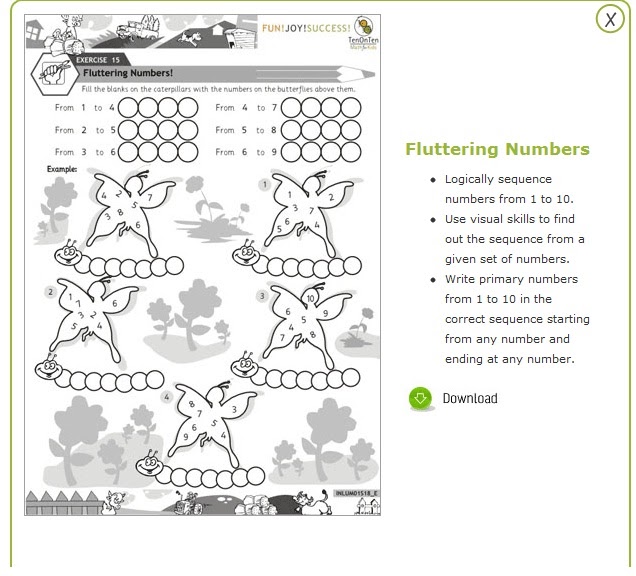 X
FUN!JOY!SUCCESS!
TenOnTen
Math for Kids
EXERCISE 15
Fluttering Numbers!
Fill the blanks on the caterpillars with the numbers on the butterflies above them.
From 1 to 4
From 4 to 7
From 2 to 5
From 5 to 8
From 3 to 6
From 6 to 9
Example:
4 2 5 7
3 8 6
1
1 2
3 7
5 6 4
2
1 7 6
3 2
5 4
3
10
6 9
7 5
4 8
4
8 3
7
6 5
9 4
INLUM01518_E
Fluttering Numbers
Logically sequence
numbers from 1 to 10.
Use visual skills to find
out the sequence from a
given set of numbers.
Write primary numbers
from 1 to 10 in the
correct sequence starting
from any number and
ending at any number.
Download